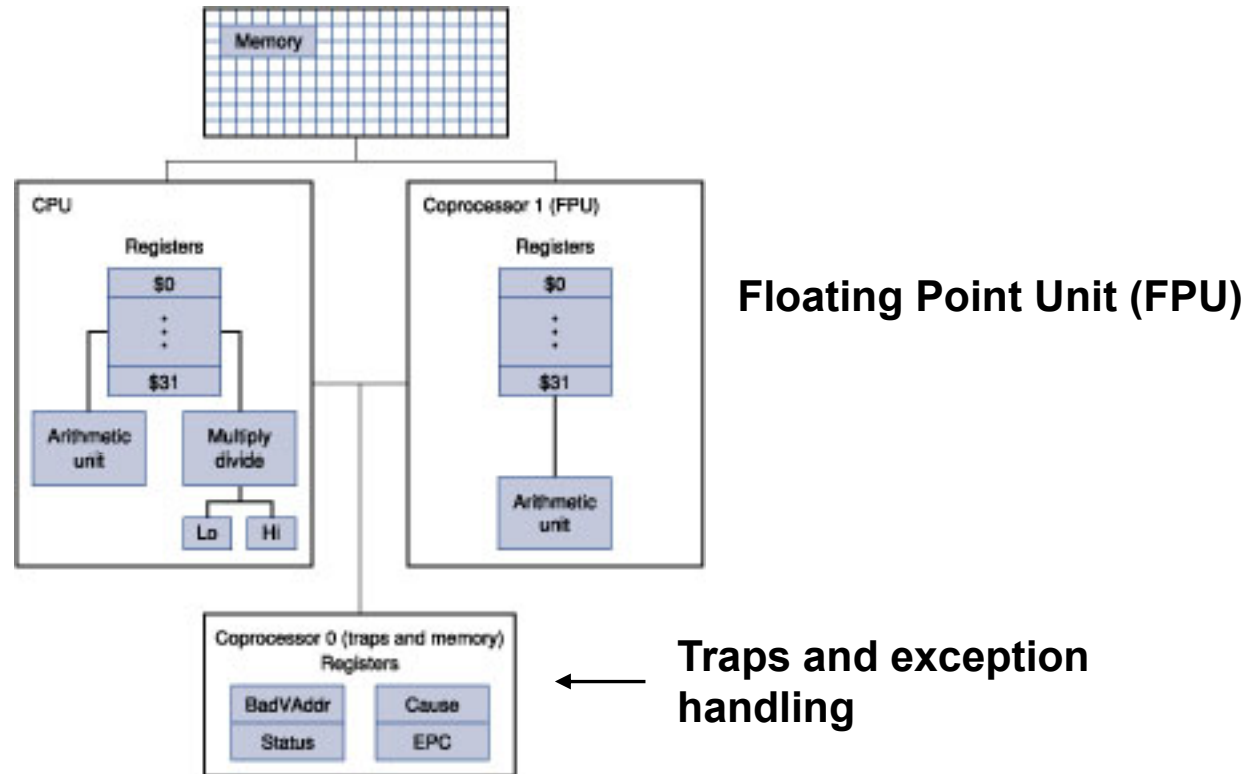 Memory
CPU
Registers
$0
$31
Arithmetic
unit
Multiply
divide
Lo
Hi
Coprocessor 1 (FPU)
Registers
$0
$31
Arithmetic
unit
Floating Point Unit (FPU)
Coprocessor 0 (traps and memory)
Registers
BadVAddr
Cause
Status
EPC
Traps and exception
handling